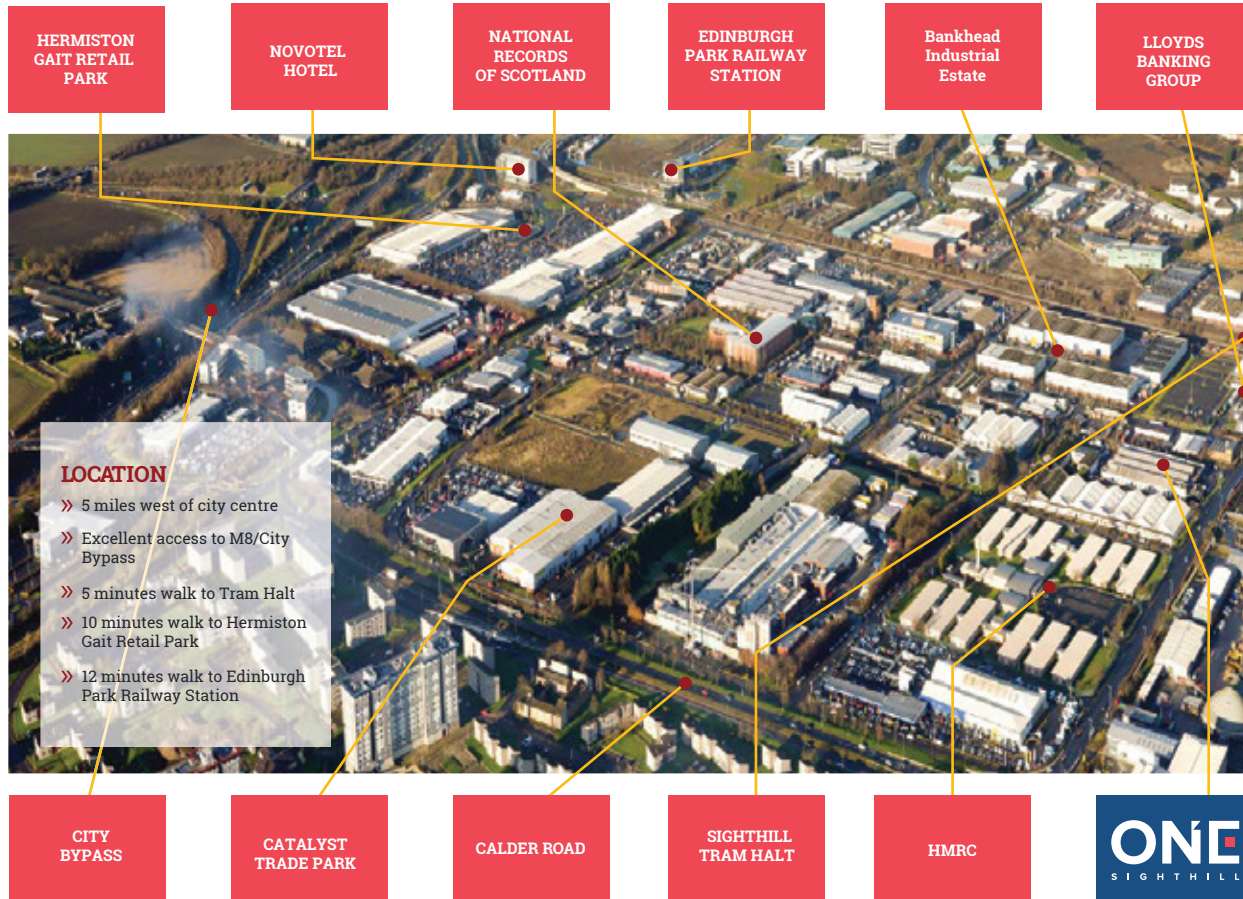 HERMISTON
GAIT RETAIL
PARK
NOVOTEL
HOTEL
NATIONAL
RECORDS
OF SCOTLAND
EDINBURGH
PARK RAILWAY
STATION
Bankhead
Industrial
Estate
LLOYDS
BANKING
GROUP
LOCATION
» 5 miles west of city centre
» Excellent access to M8/City
Bypass
» 5 minutes walk to Tram Halt
» 10 minutes walk to Hermiston
Gait Retail Park
» 12 minutes walk to Edinburgh
Park Railway Station
CITY
BYPASS
CATALYST
TRADE PARK
CALDER ROAD
SIGHTHILL
TRAM HALT
HMRC
ONE
SIGHTHILL